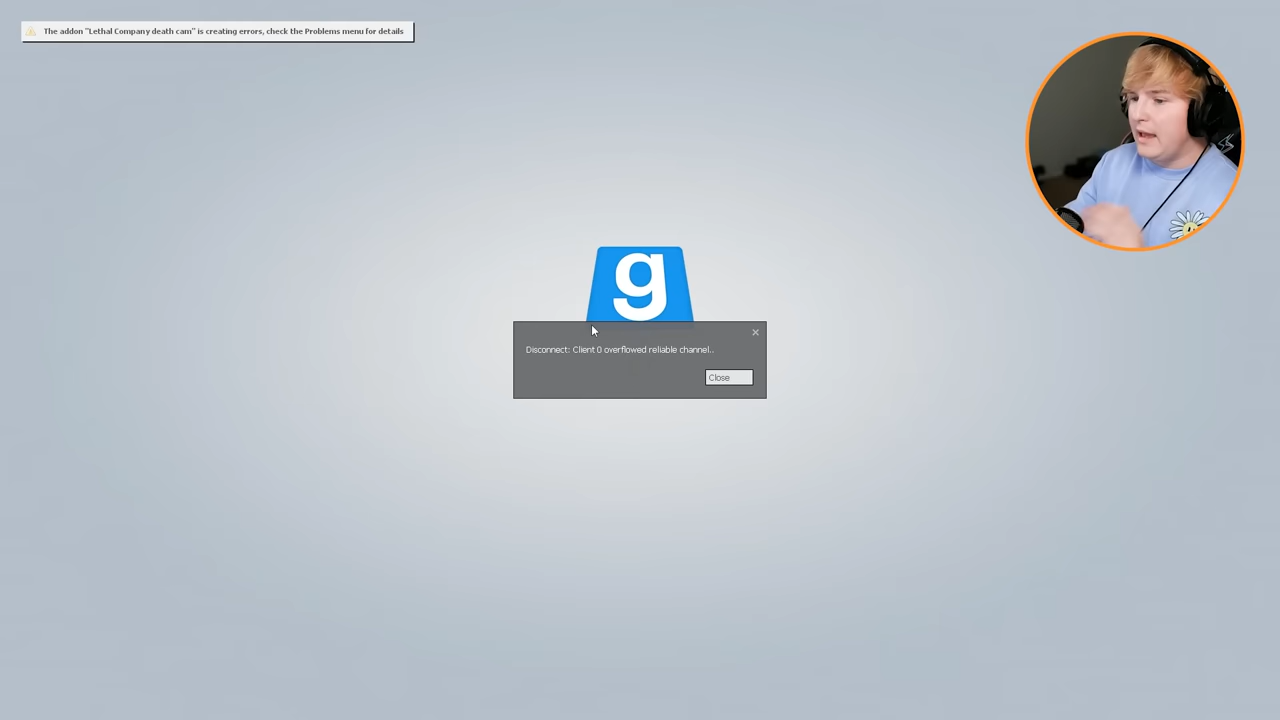 The addon "Lethal Company death cam" is creating errors, check the Problems menu for details
g
Disconnect: Client 0 overflowed reliable channel..
Close